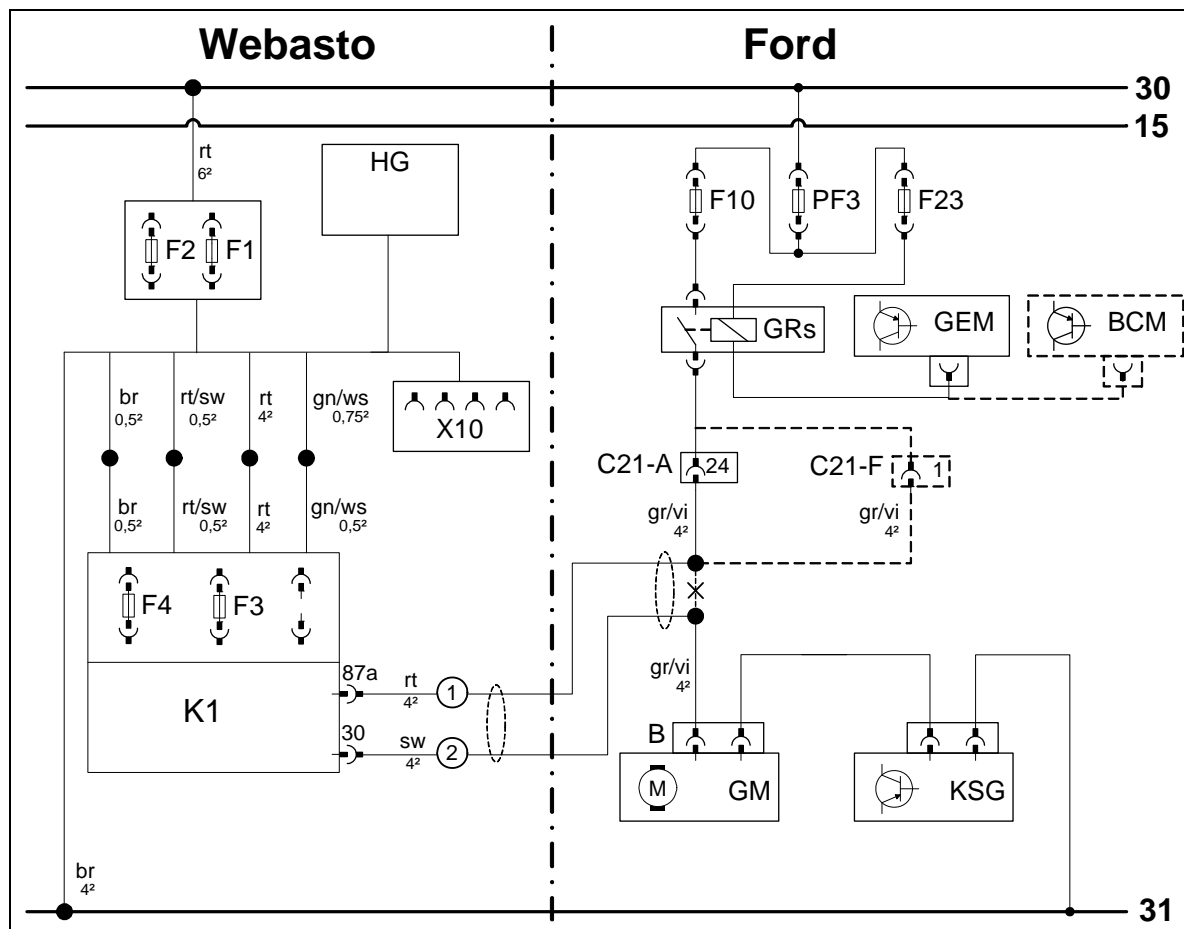 Webasto
Ford
30
15
rt
6²
HG
F2
F1
F10
PF3
F23
GRs
GEM
BCM
br
0,5²
rt/sw
0,5²
rt
4²
gn/ws
0,75²
X10
C21-A
24
C21-F
1
br
0,5²
rt/sw
0,5²
rt
4²
gn/ws
0,5²
gr/vi
4²
gr/vi
4²
F4
F3
87a
rt
4²
1
gr/vi
4²
K1
30
sw
4²
2
B
M
GM
KSG
br
4²
31